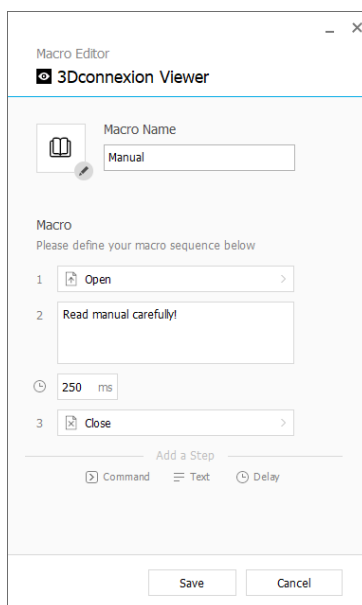 Macro Editor
3Dconnexion Viewer
Macro Name
Manual
Macro
Please define your macro sequence below
1 Open
2 Read manual carefully!
250 ms
3 Close
Add a Step
Command Text Delay
Save Cancel